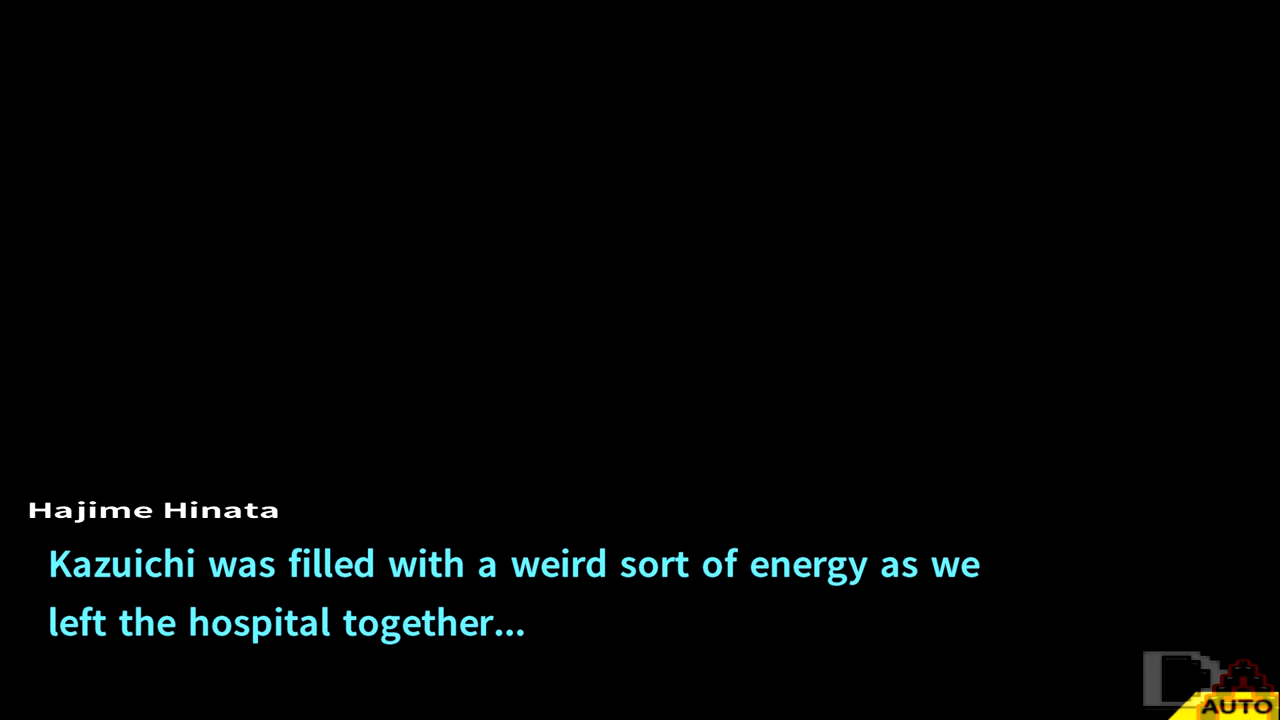 Hajime Hinata
Kazuichi was filled with a weird sort of energy as we
left the hospital together...
AUTO